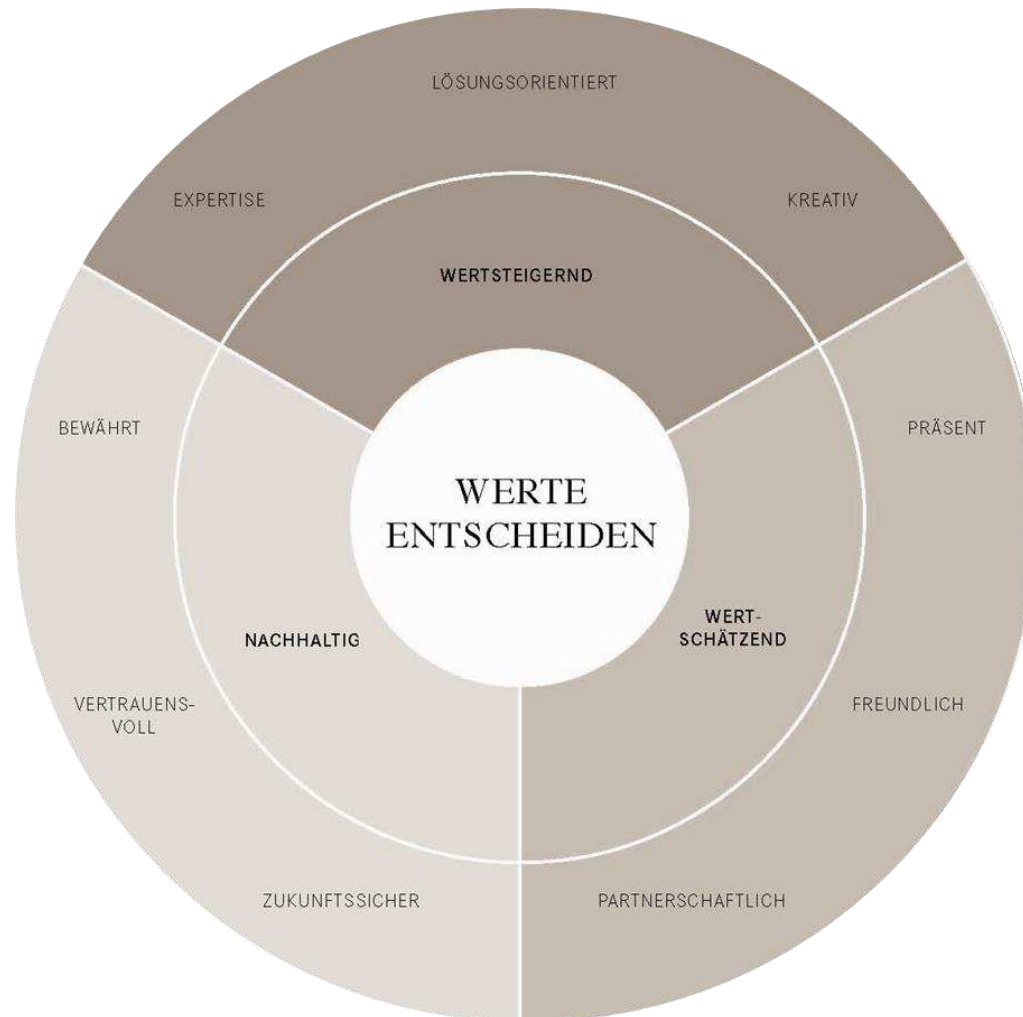 LÖSUNGSORIENTIERT
EXPERTISE
KREATIV
WERTSTEIGERND
BEWÄHRT
PRÄSENT
WERTE
ENTSCHEIDEN
NACHHALTIG
WERT-
SCHÄTZEND
VERTRAUENS-
VOLL
FREUNDLICH
ZUKUNFTSSICHER
PARTNERSCHAFTLICH